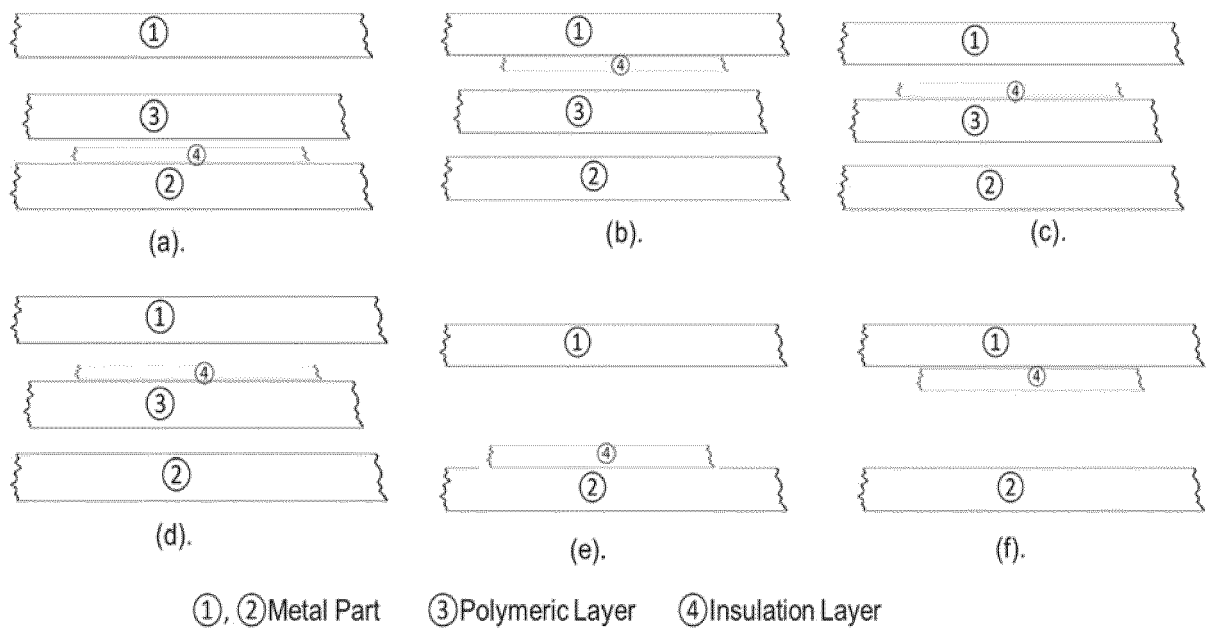 ① ① ①
④
③ ③ ④ ③
④
② ② ②
(a). (b). (c).
① ① ①
④ ④
③ ④
② ② ②
(d). (e). (f).
①, ②Metal Part ③Polymeric Layer ④Insulation Layer